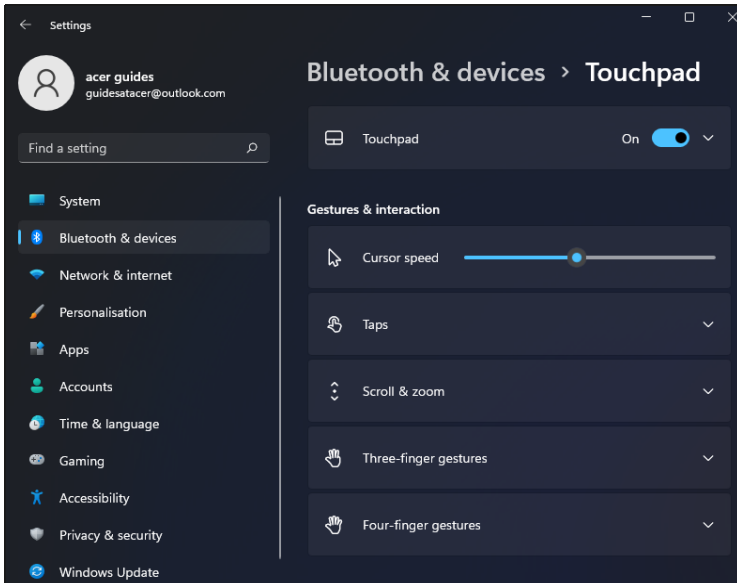 Settings
acer guides
guidesatacer@outlook.com
Find a setting
System
Bluetooth & devices
Network & internet
Personalisation
Apps
Accounts
Time & language
Gaming
Accessibility
Privacy & security
Windows Update
Bluetooth & devices › Touchpad
Touchpad On
Gestures & interaction
Cursor speed
Taps
Scroll & zoom
Three-finger gestures
Four-finger gestures